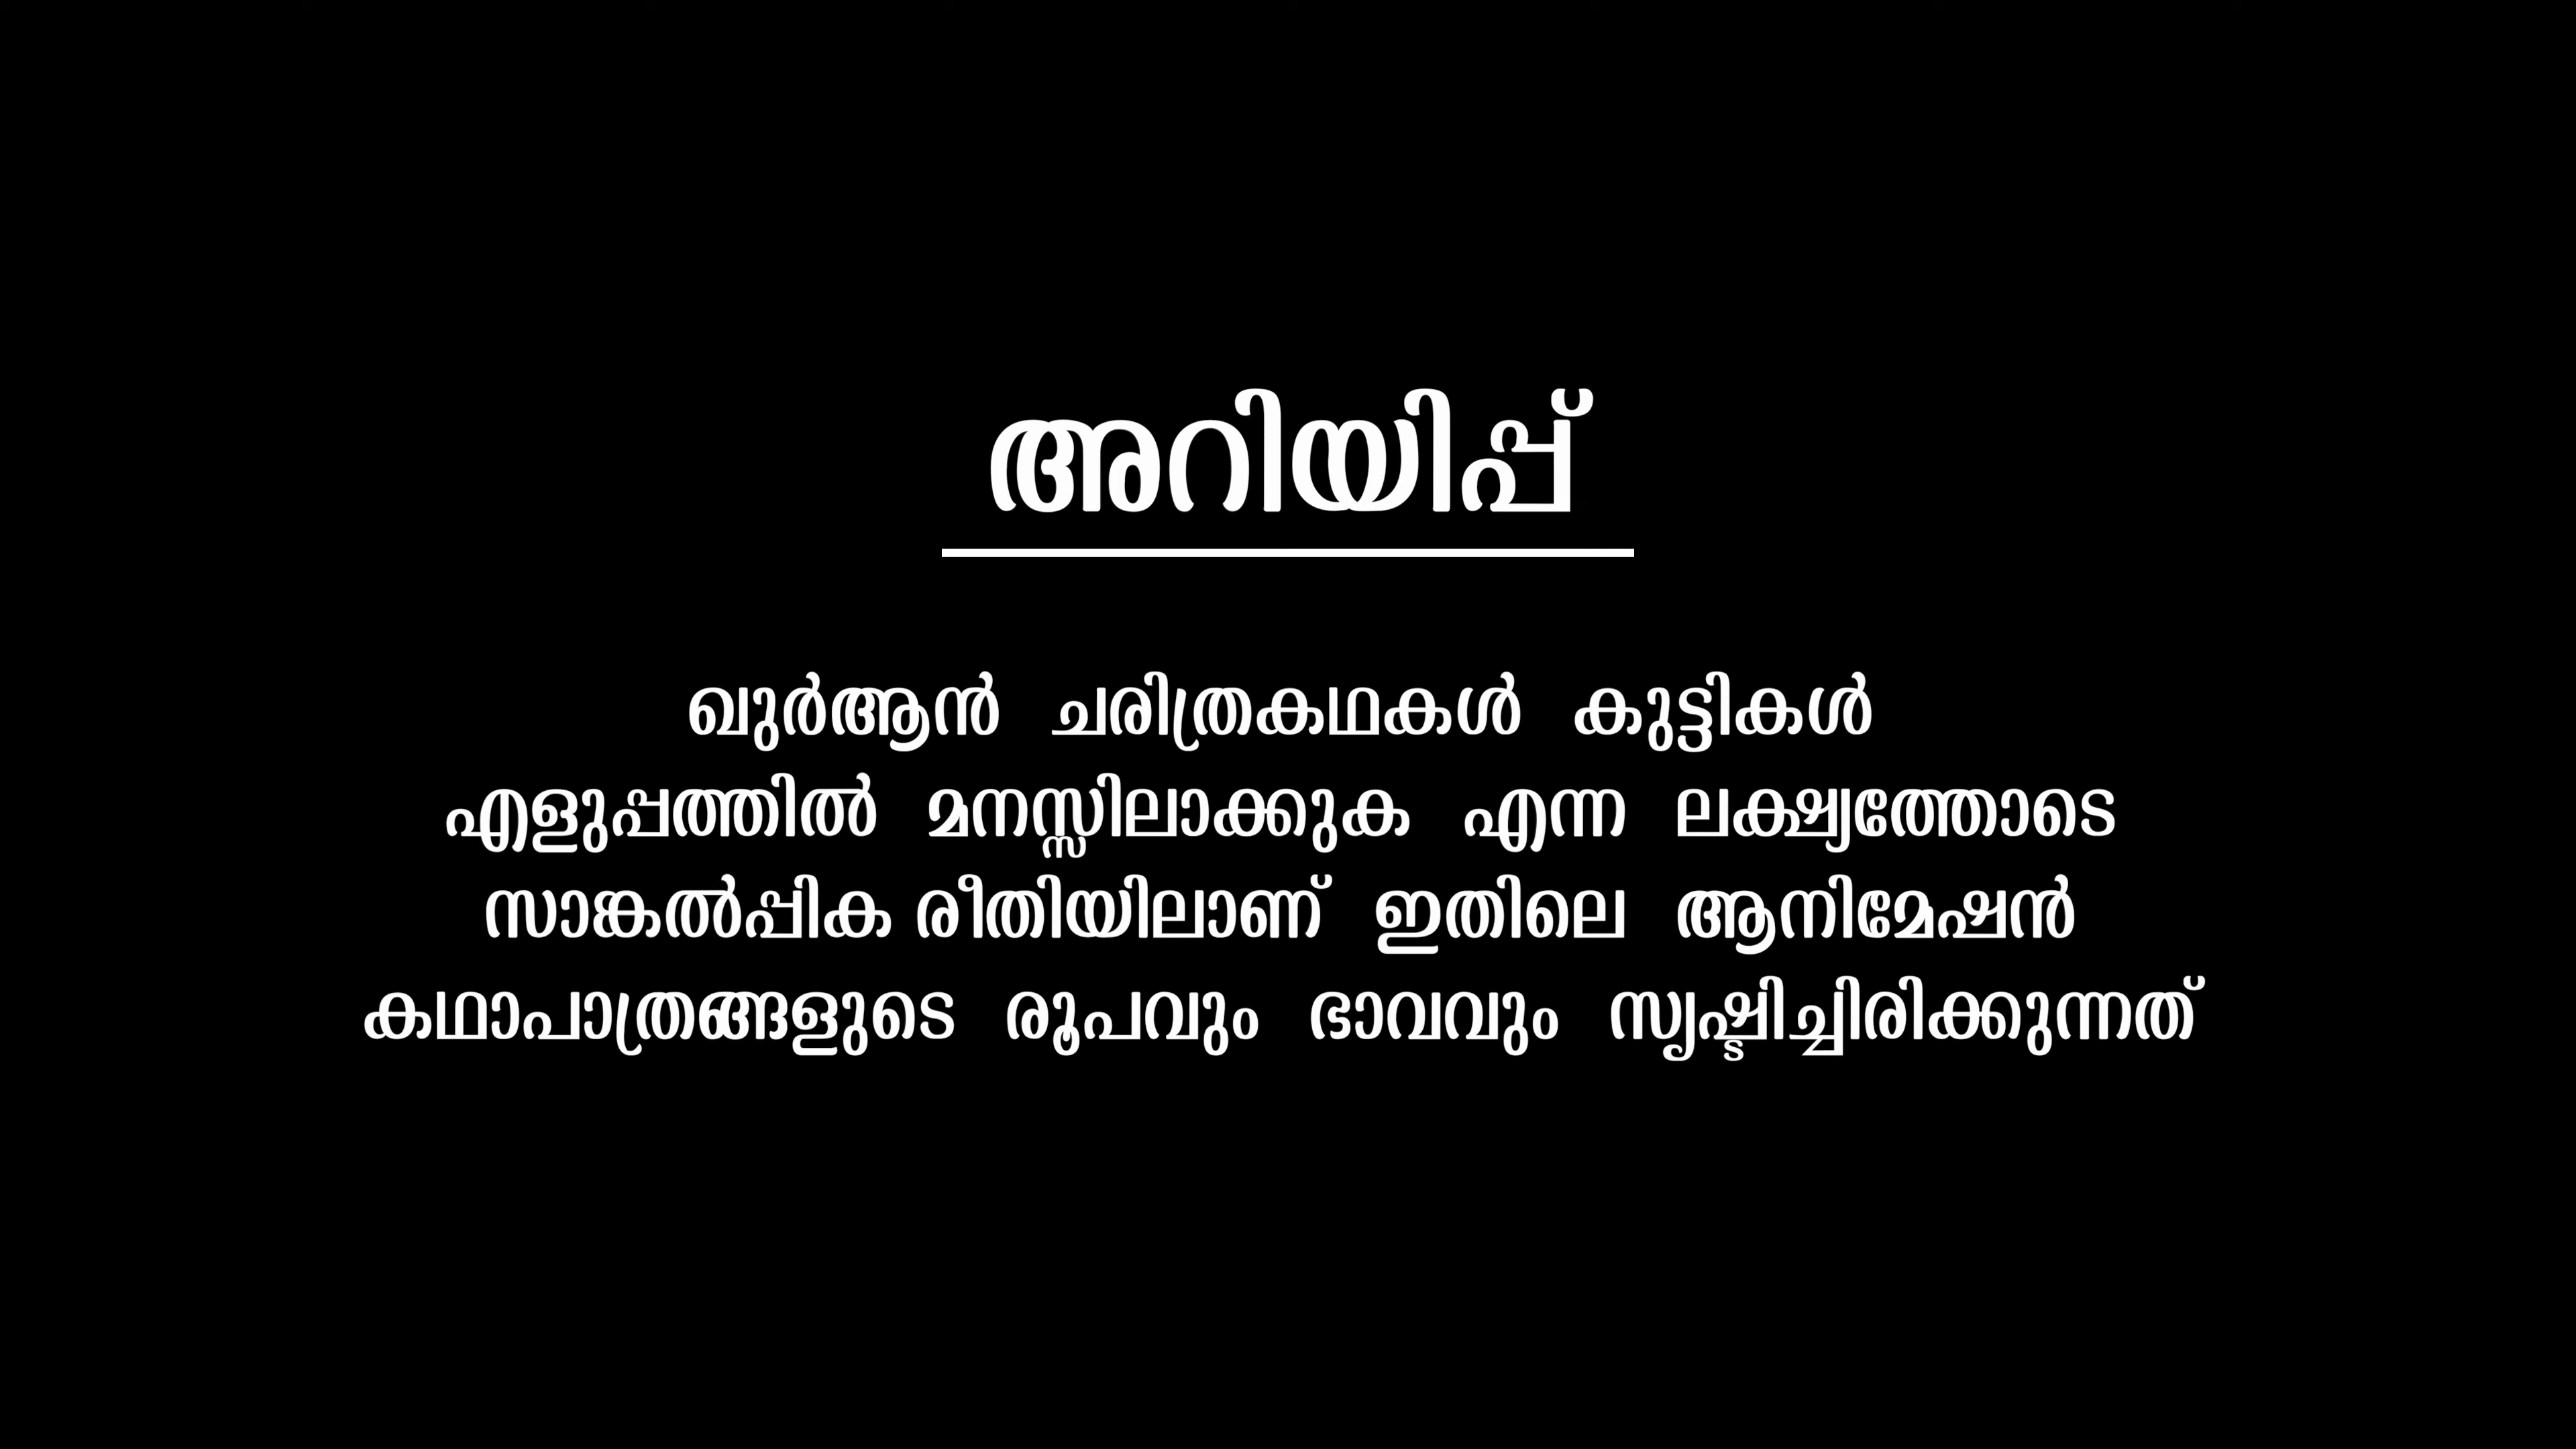 അറിയിപ്പ്
ഖുർആൻ ചരിത്രകഥകൾ കുട്ടികൾ
എളുപ്പത്തിൽ മനസ്സിലാക്കുക എന്ന ലക്ഷ്യത്തോടെ
സാങ്കൽപ്പിക രീതിയിലാണ് ഇതിലെ ആനിമേഷൻ
കഥാപാത്രങ്ങളുടെ രൂപവും ഭാവവും സൃഷ്ടിച്ചിരിക്കുന്നത്